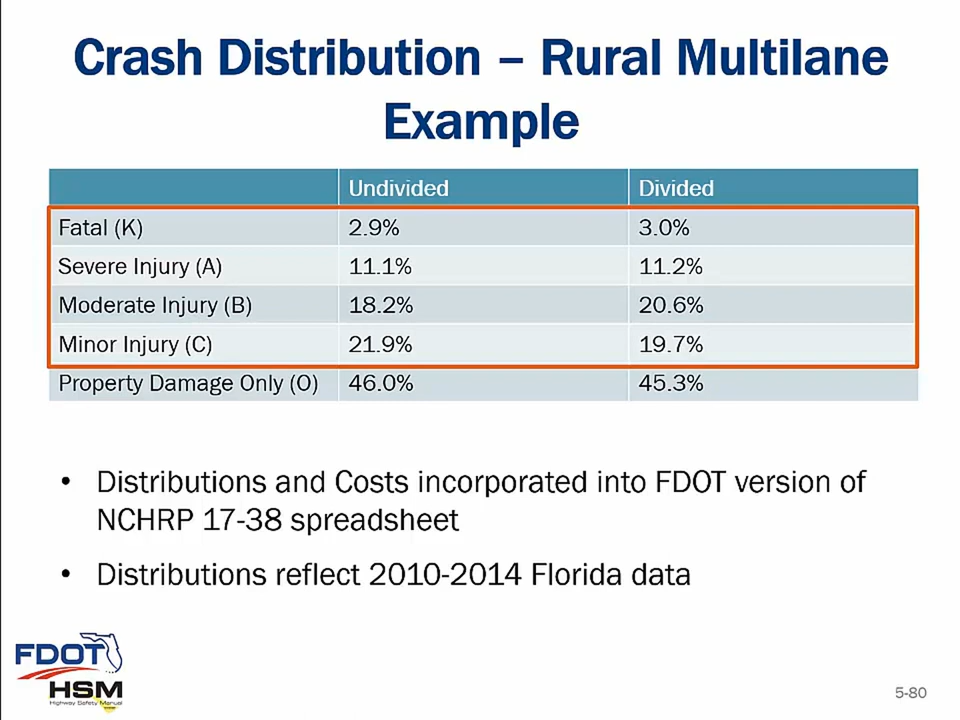 Crash Distribution – Rural Multilane
Example
Undivided Divided
Fatal (K) 2.9% 3.0%
Severe Injury (A) 11.1% 11.2%
Moderate Injury (B) 18.2% 20.6%
Minor Injury (C) 21.9% 19.7%
Property Damage Only (O) 46.0% 45.3%
• Distributions and Costs incorporated into FDOT version of
NCHRP 17-38 spreadsheet
• Distributions reflect 2010-2014 Florida data
FDOT
HSM
Highway Safety Manual
5-80